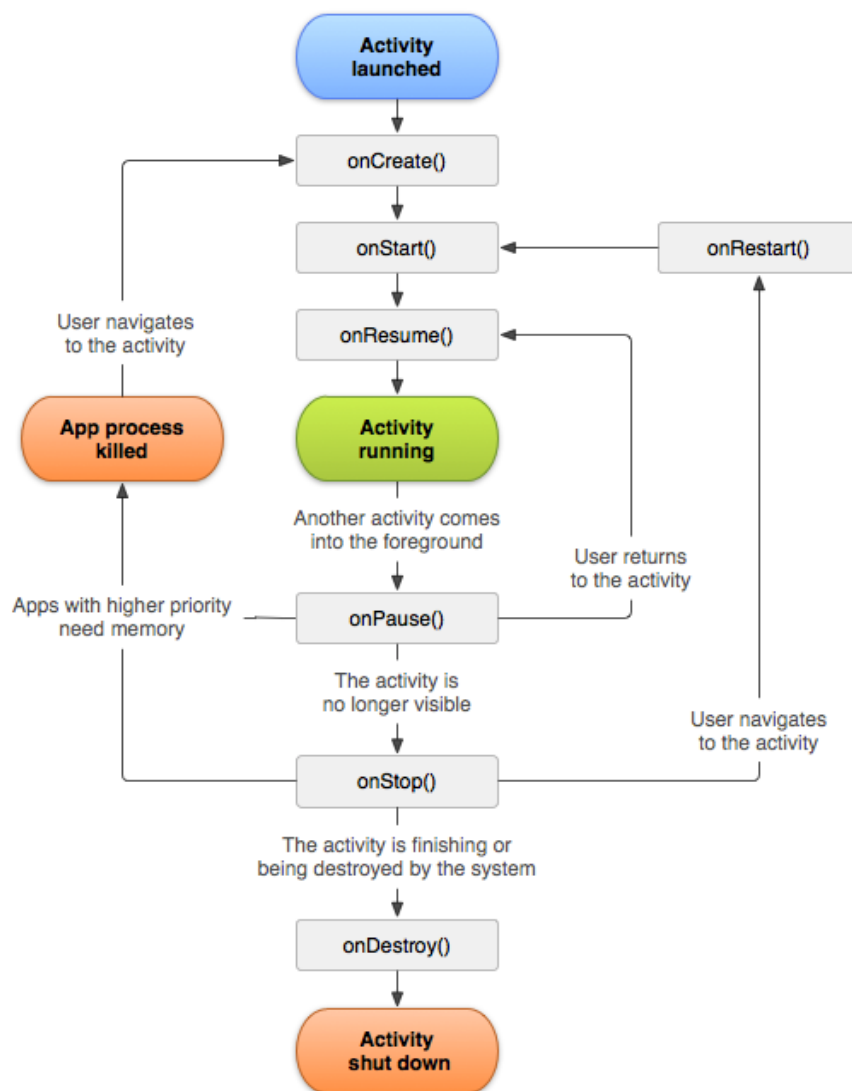 Activity
launched
onCreate()
onStart()
onRestart()
User navigates
to the activity
onResume()
App process
killed
Activity
running
Another activity comes
into the foreground
User returns
to the activity
Apps with higher priority
need memory
onPause()
The activity is
no longer visible
User navigates
to the activity
onStop()
The activity is finishing or
being destroyed by the system
onDestroy()
Activity
shut down